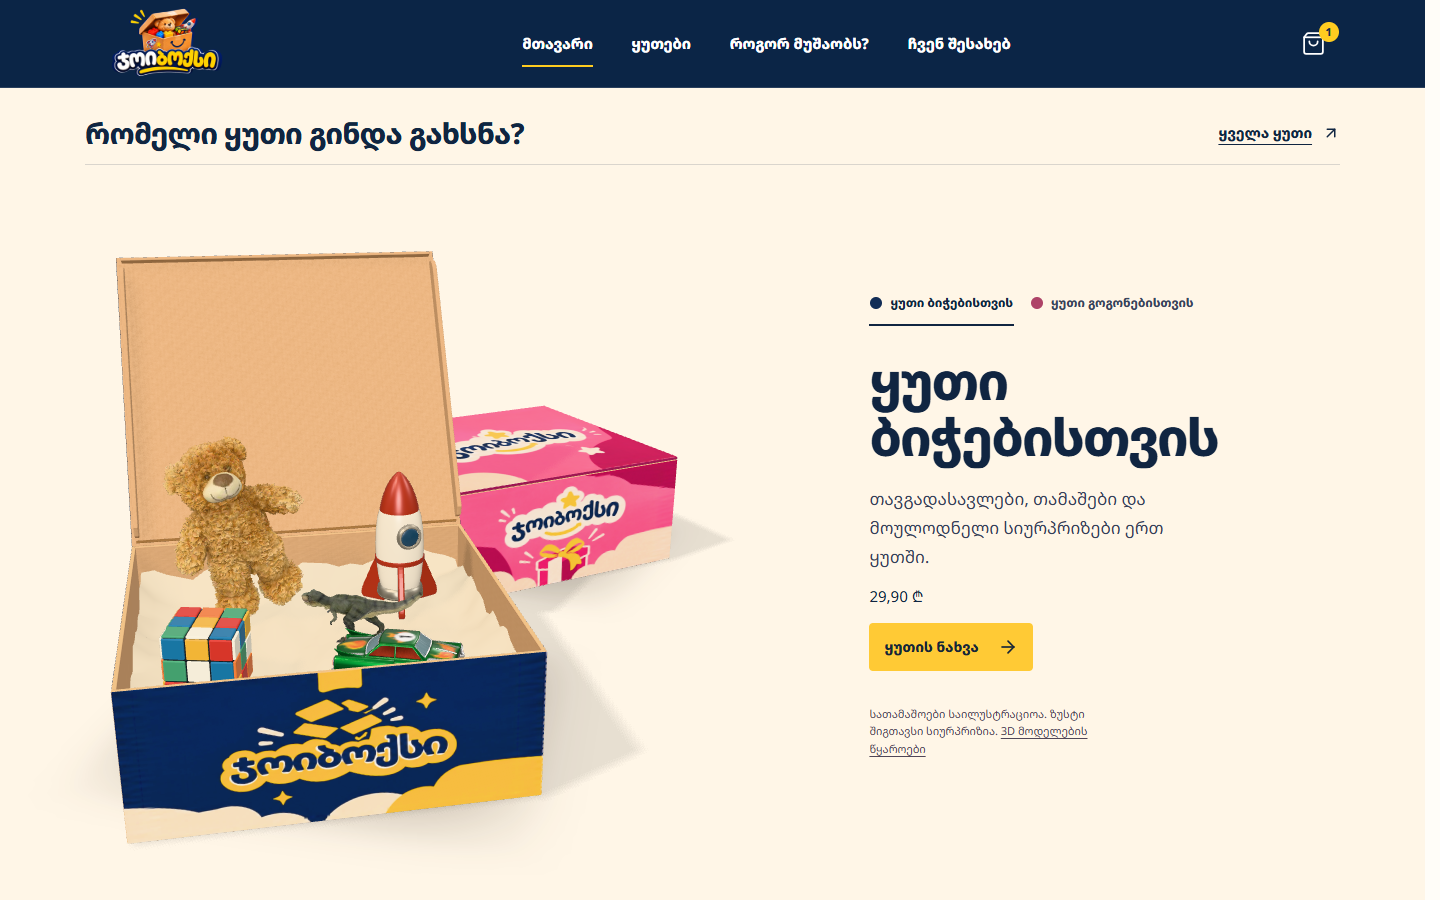 ჯოიბოქსი
მთავარი
ყუთები
როგორ მუშაობს?
ჩვენ შესახებ
1
რომელი ყუთი გინდა გახსნა?
ყველა ყუთი
ჯოიბოქსი
ჯოიბოქსი
ჯოიბოქსი
ყუთი ბიჭებისთვის
ყუთი გოგონებისთვის
ყუთი
ბიჭებისთვის
თავგადასავლები, თამაშები და
მოულოდნელი სიურპრიზები ერთ
ყუთში.
29,90 ₾
ყუთის ნახვა
სათამაშოები საილუსტრაციოა. ზუსტი
შიგთავსი სიურპრიზია. 3D მოდელების
წყაროები